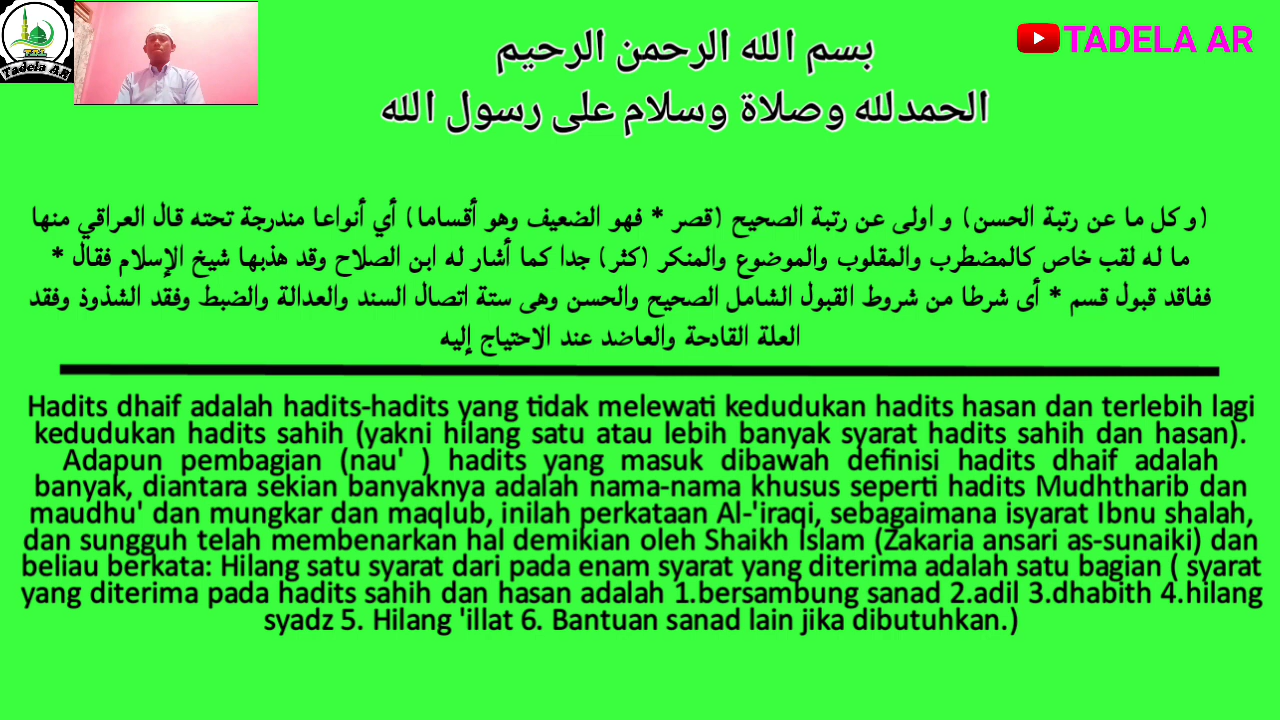 T.S.A
Tadela AR
TADELA AR
بسم الله الرحمن الرحيم
الحمدلله وصلاة وسلام على رسول الله
(و كل ما عن رتبة الحسن) و اولى عن رتبة الصحيح (قصر * فهو الضعيف وهو أقساما) أي أنواعا مندرجة تحته قال العراقي منها
ما له لقب خاص كالمضطرب والمقلوب والموضوع والمنكر (كثر) جدا كما أشار له ابن الصلاح وقد هذبها شيخ الإسلام فقال *
ففاقد قبول قسم * أى شرطا من شروط القبول الشامل الصحيح والحسن وهى ستة اتصال السند والعدالة والضبط وفقد الشذوذ وفقد
العلة القادحة والعاضد عند الاحتياج إليه
Hadits dhaif adalah hadits-hadits yang tidak melewati kedudukan hadits hasan dan terlebih lagi
kedudukan hadits sahih (yakni hilang satu atau lebih banyak syarat hadits sahih dan hasan).
Adapun pembagian (nau' ) hadits yang masuk dibawah definisi hadits dhaif adalah
banyak, diantara sekian banyaknya adalah nama-nama khusus seperti hadits Mudhtharib dan
maudhu' dan mungkar dan maqlub, inilah perkataan Al-'iraqi, sebagaimana isyarat Ibnu shalah,
dan sungguh telah membenarkan hal demikian oleh Shaikh Islam (Zakaria ansari as-sunaiki) dan
beliau berkata: Hilang satu syarat dari pada enam syarat yang diterima adalah satu bagian ( syarat
yang diterima pada hadits sahih dan hasan adalah 1.bersambung sanad 2.adil 3.dhabith 4.hilang
syadz 5. Hilang 'illat 6. Bantuan sanad lain jika dibutuhkan.)